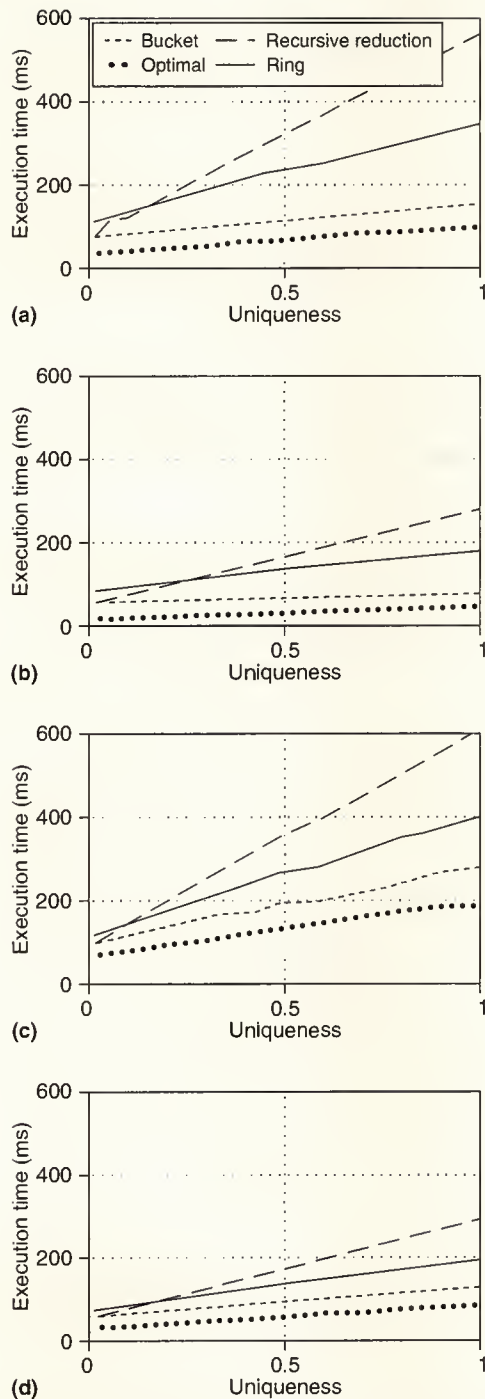 600
400
200
0
Execution time (ms)
Bucket
Recursive reduction
Optimal
Ring
0
0.5
1
Uniqueness
(a)
600
400
200
0
Execution time (ms)
0
0.5
1
Uniqueness
(b)
600
400
200
0
Execution time (ms)
0
0.5
1
Uniqueness
(c)
600
400
200
0
Execution time (ms)
0
0.5
1
Uniqueness
(d)